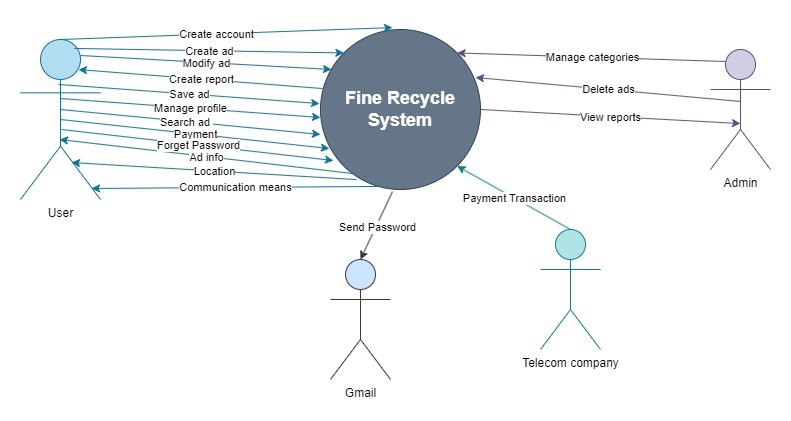 Create account
Create ad
Modify ad
Create report
Save ad
Manage profile
Search ad
Payment
Forget Password
Ad info
Location
Communication means
User
Fine Recycle
System
Manage categories
Delete ads
View reports
Admin
Send Password
Gmail
Payment Transaction
Telecom company